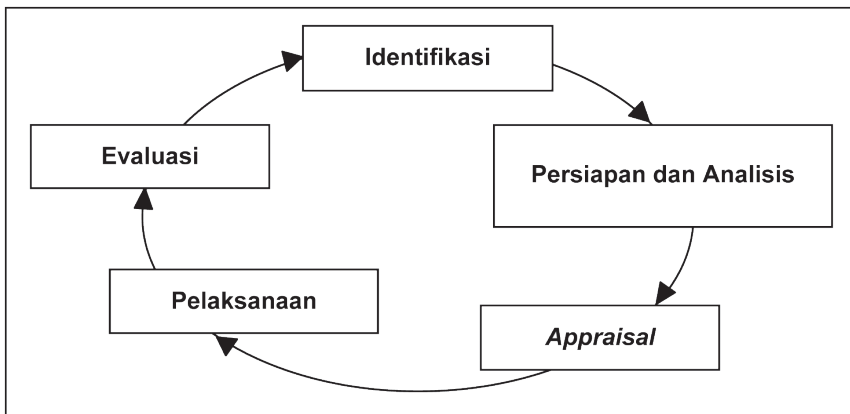 Identifikasi
Persiapan dan Analisis
Appraisal
Pelaksanaan
Evaluasi